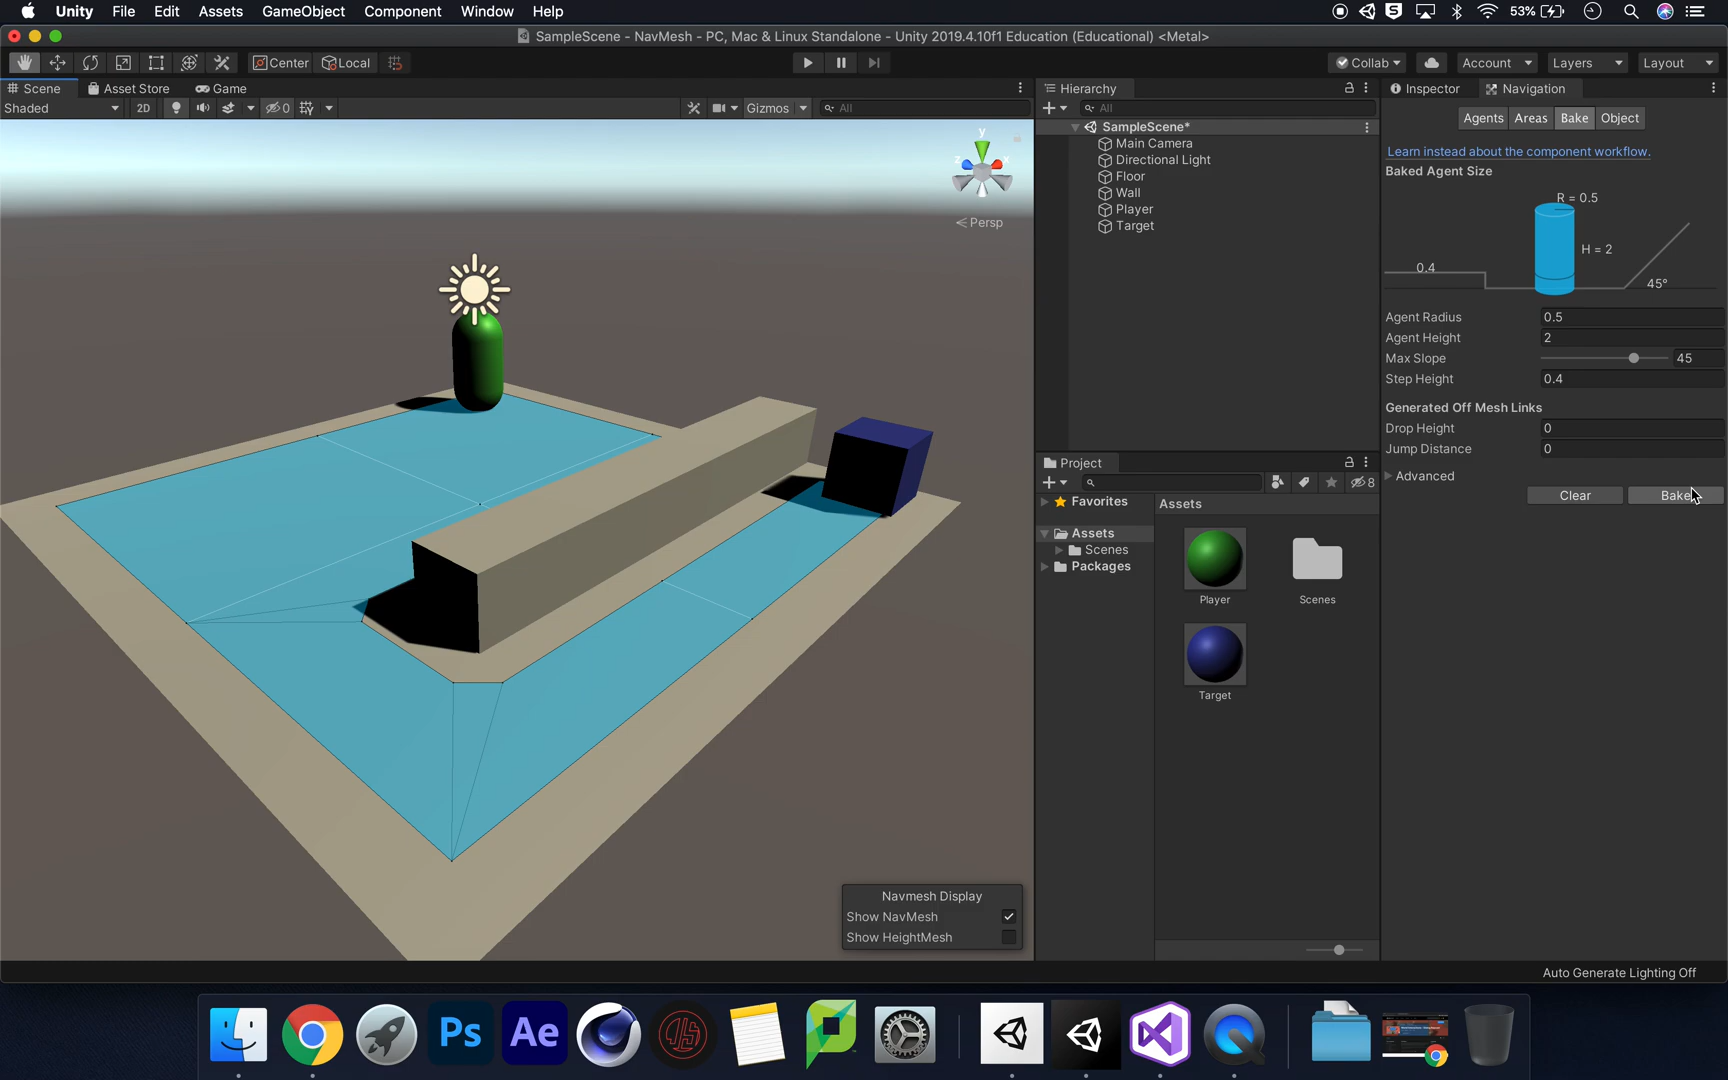 Unity File Edit Assets GameObject Component Window Help 53%
SampleScene - NavMesh - PC, Mac & Linux Standalone - Unity 2019.4.10f1 Education (Educational) <Metal>
Center Local Collab Account Layers Layout
Scene Asset Store Game
Shaded 2D 0 Gizmos All
y
x
z
Persp
Navmesh Display
Show NavMesh
Show HeightMesh
Hierarchy
All
SampleScene*
Main Camera
Directional Light
Floor
Wall
Player
Target
Project
8
Favorites
Assets
Scenes
Packages
Assets
Player
Scenes
Target
Inspector Navigation
Agents Areas Bake Object
Learn instead about the component workflow.
Baked Agent Size
R = 0.5
H = 2
0.4
45°
Agent Radius 0.5
Agent Height 2
Max Slope 45
Step Height 0.4
Generated Off Mesh Links
Drop Height 0
Jump Distance 0
Advanced
Clear Bake
Auto Generate Lighting Off
Ps Ae